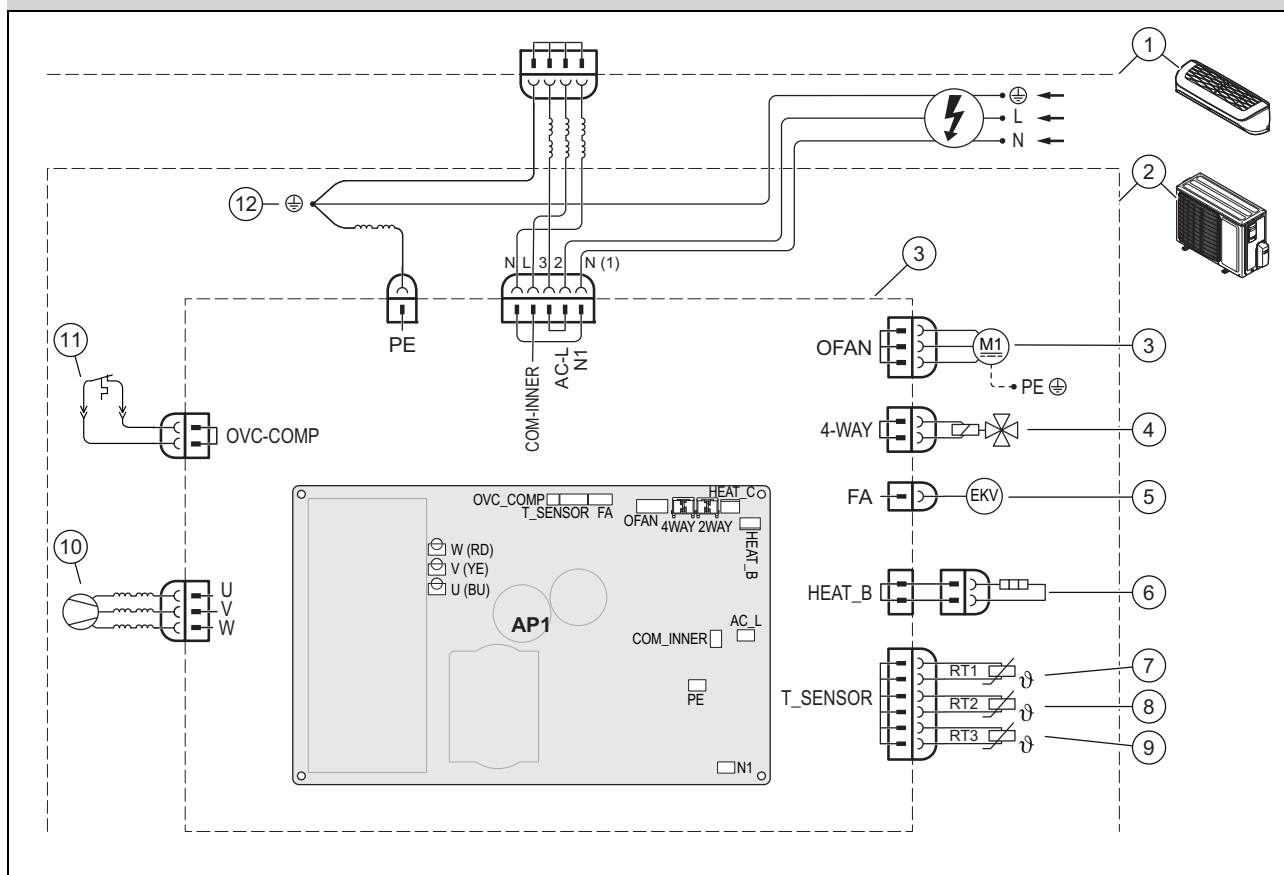 1
L
N
2
12
N L 3 2 N (1)
3
PE
COM-INNER
AC-L
N1
11
OVC-COMP
OFAN
M1
3
PE
4-WAY
4
FA
EKV
5
OVC_COMP
T_SENSOR FA
OFAN
4WAY 2WAY
HEAT_C
HEAT_B
W (RD)
V (YE)
U (BU)
AP1
COM_INNER
AC_L
PE
N1
10
U
V
W
HEAT_B
6
T_SENSOR
RT1
ϑ
7
RT2
ϑ
8
RT3
ϑ
9